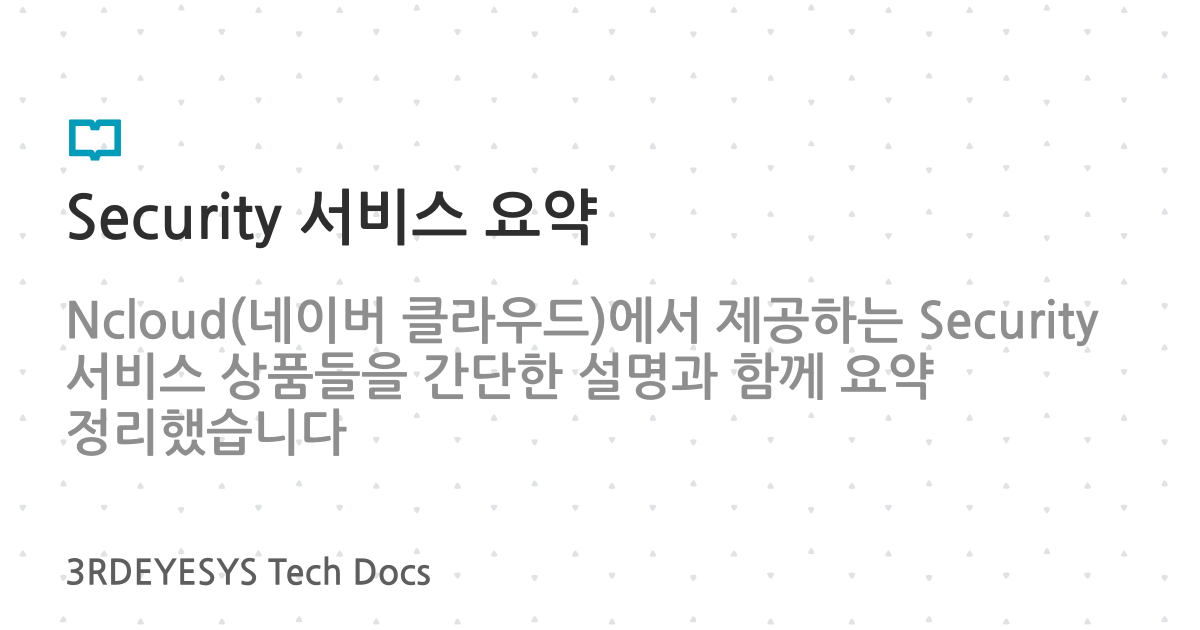 Security 서비스 요약
Ncloud(네이버 클라우드)에서 제공하는 Security
서비스 상품들을 간단한 설명과 함께 요약
정리했습니다
3RDEYESYS Tech Docs